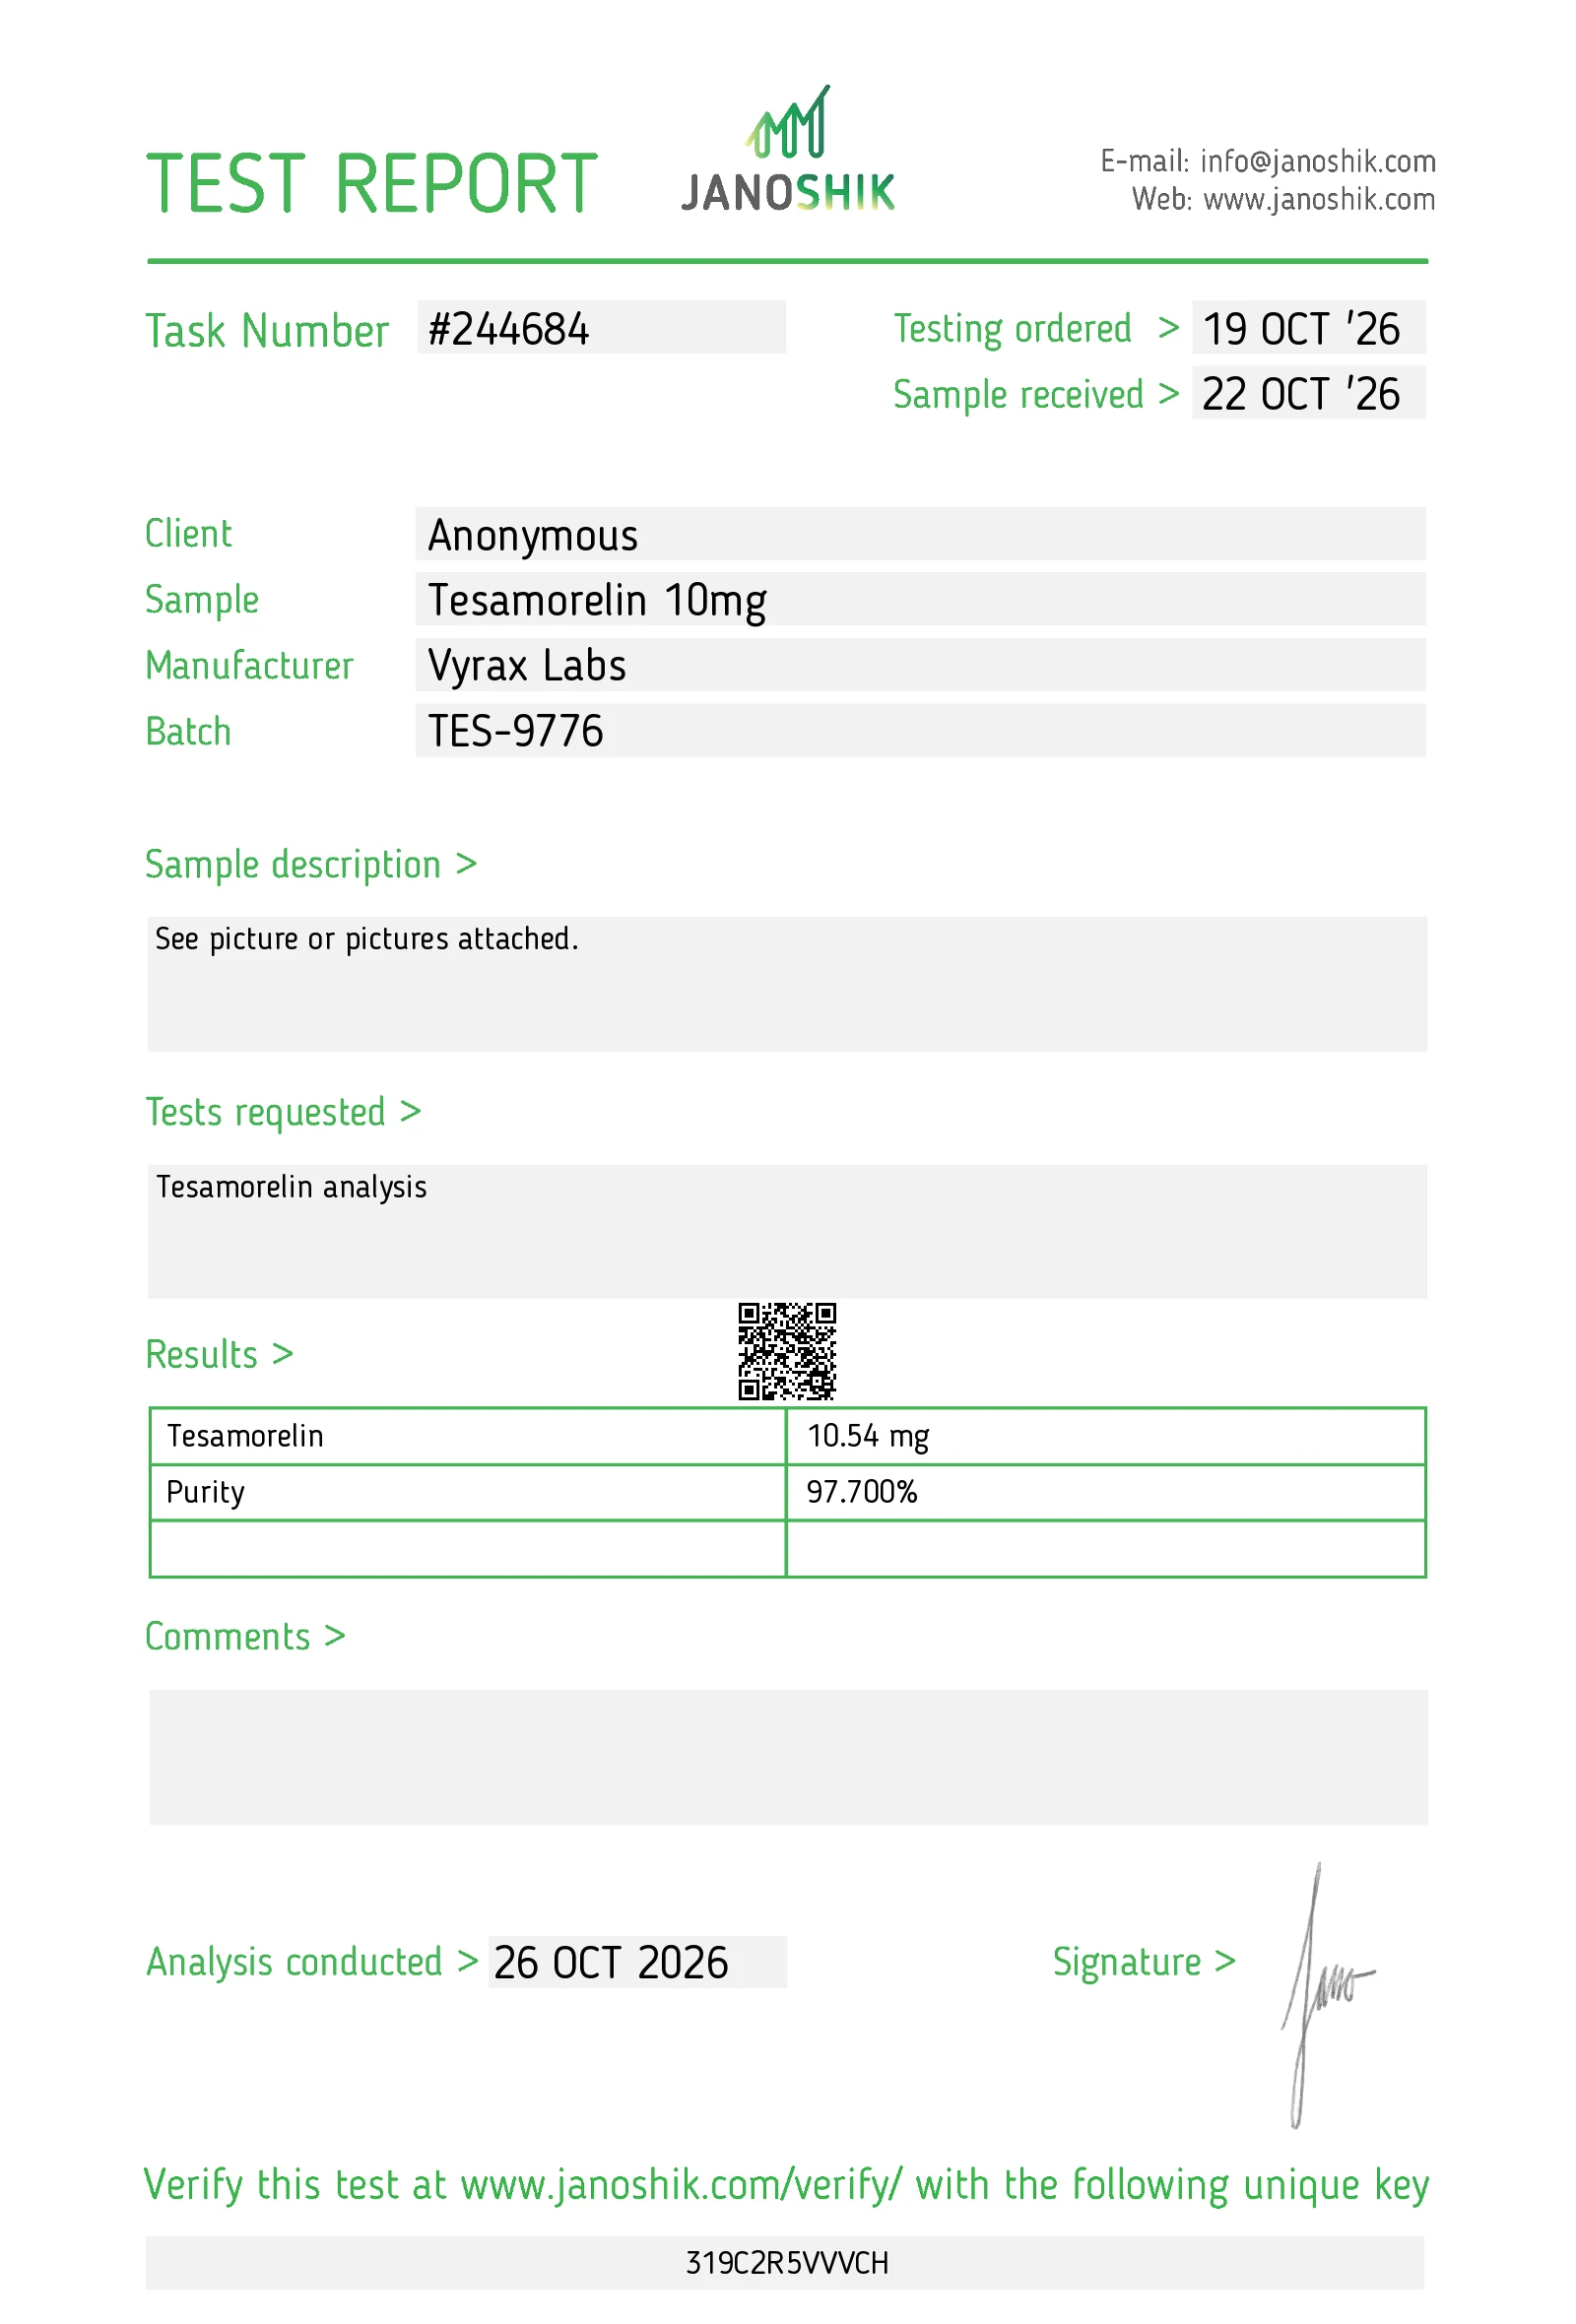 TEST REPORT
JANOSHIK
E-mail: info@janoshik.com
Web: www.janoshik.com
Task Number #244684
Testing ordered > 19 OCT '26
Sample received > 22 OCT '26
Client Anonymous
Sample Tesamorelin 10mg
Manufacturer Vyrax Labs
Batch TES-9776
Sample description >
See picture or pictures attached.
Tests requested >
Tesamorelin analysis
Results >
Tesamorelin 10.54 mg
Purity 97.700%
Comments >
Analysis conducted > 26 OCT 2026
Signature > Jano
Verify this test at www.janoshik.com/verify/ with the following unique key
319C2R5VVVCH